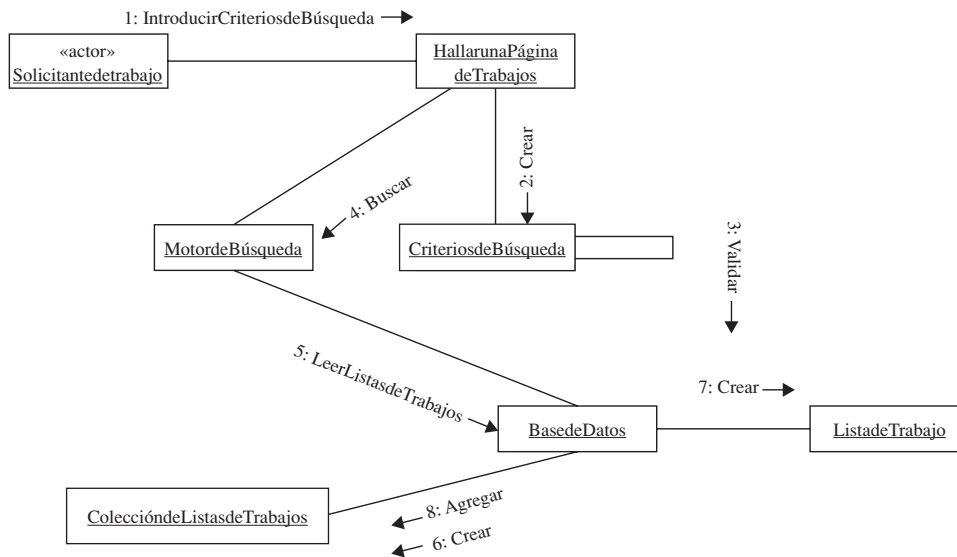 1: IntroducirCriteriosdeBúsqueda
«actor»
Solicitantedetrabajo
HallarunaPágina
deTrabajos
2: Crear
4: Buscar
MotordeBúsqueda
CriteriosdeBúsqueda
3: Validar
5: LeerListasdeTrabajos
7: Crear
BasedeDatos
ListadeTrabajo
ColeccióndeListasdeTrabajos
8: Agregar
6: Crear